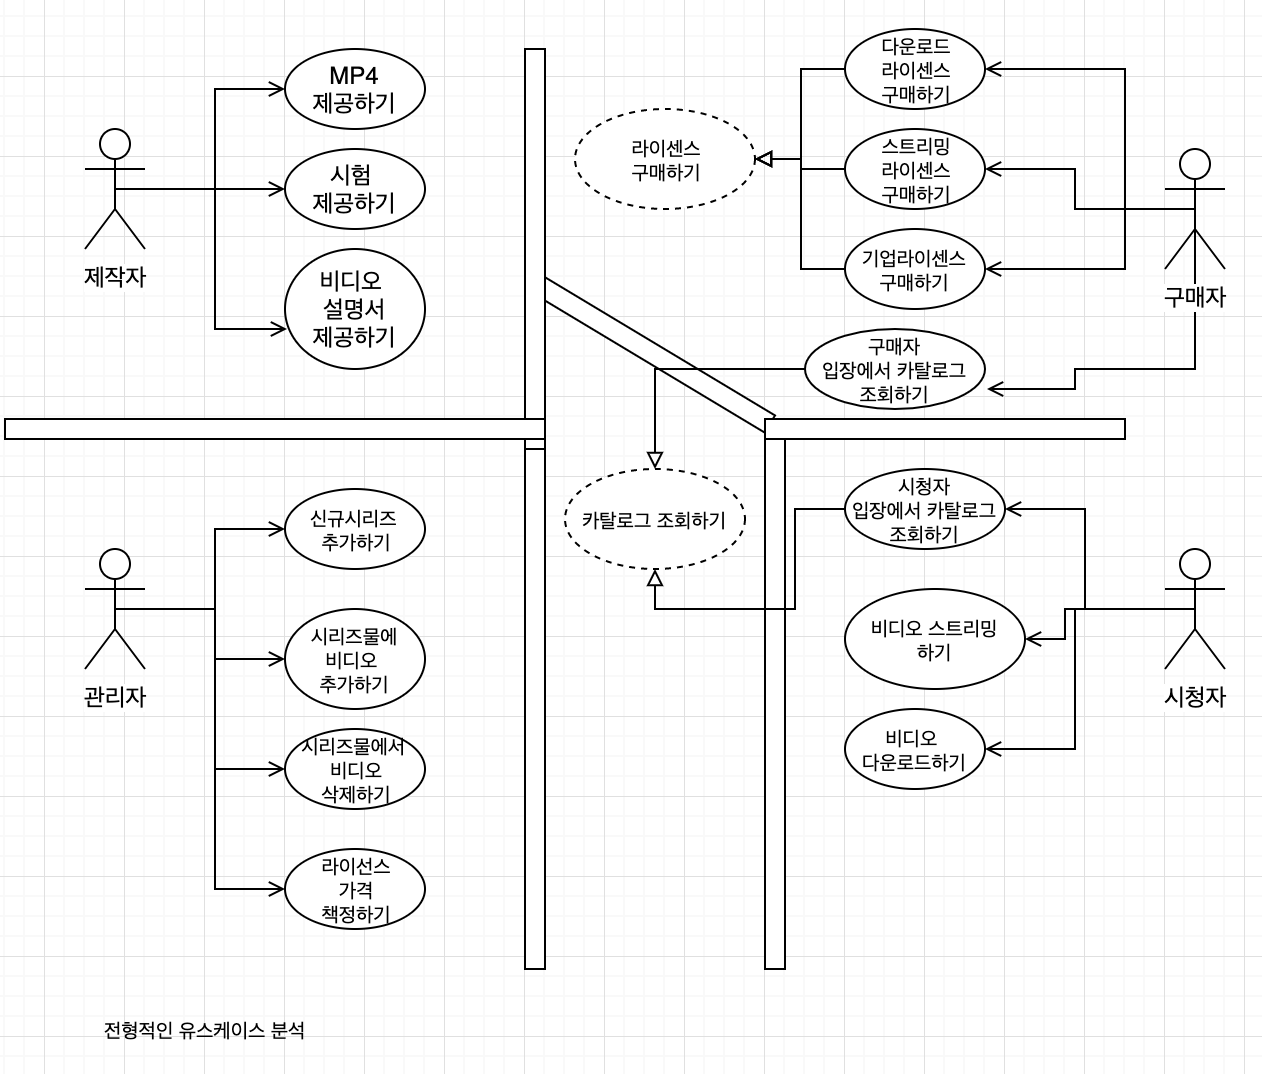 MP4
제공하기
시험
제공하기
비디오
설명서
제공하기
제작자
라이센스
구매하기
다운로드
라이센스
구매하기
스트리밍
라이센스
구매하기
기업라이센스
구매하기
구매자
입장에서 카탈로그
조회하기
구매자
신규시리즈
추가하기
시리즈물에
비디오
추가하기
시리즈물에서
비디오
삭제하기
라이선스
가격
책정하기
관리자
카탈로그 조회하기
시청자
입장에서 카탈로그
조회하기
비디오 스트리밍
하기
비디오
다운로드하기
시청자
전형적인 유스케이스 분석